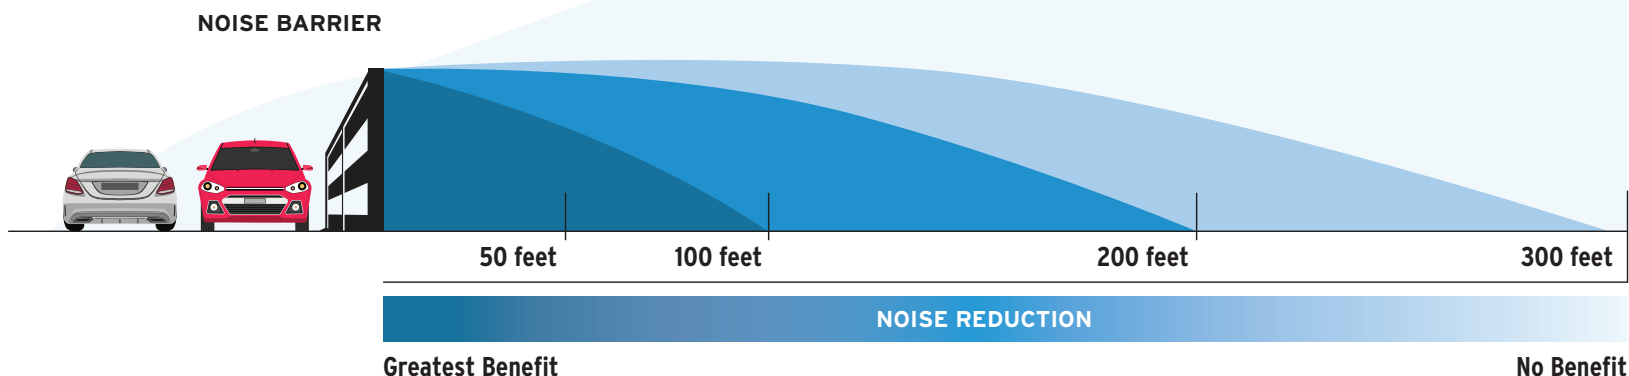 NOISE BARRIER
50 feet
100 feet
200 feet
300 feet
NOISE REDUCTION
Greatest Benefit
No Benefit